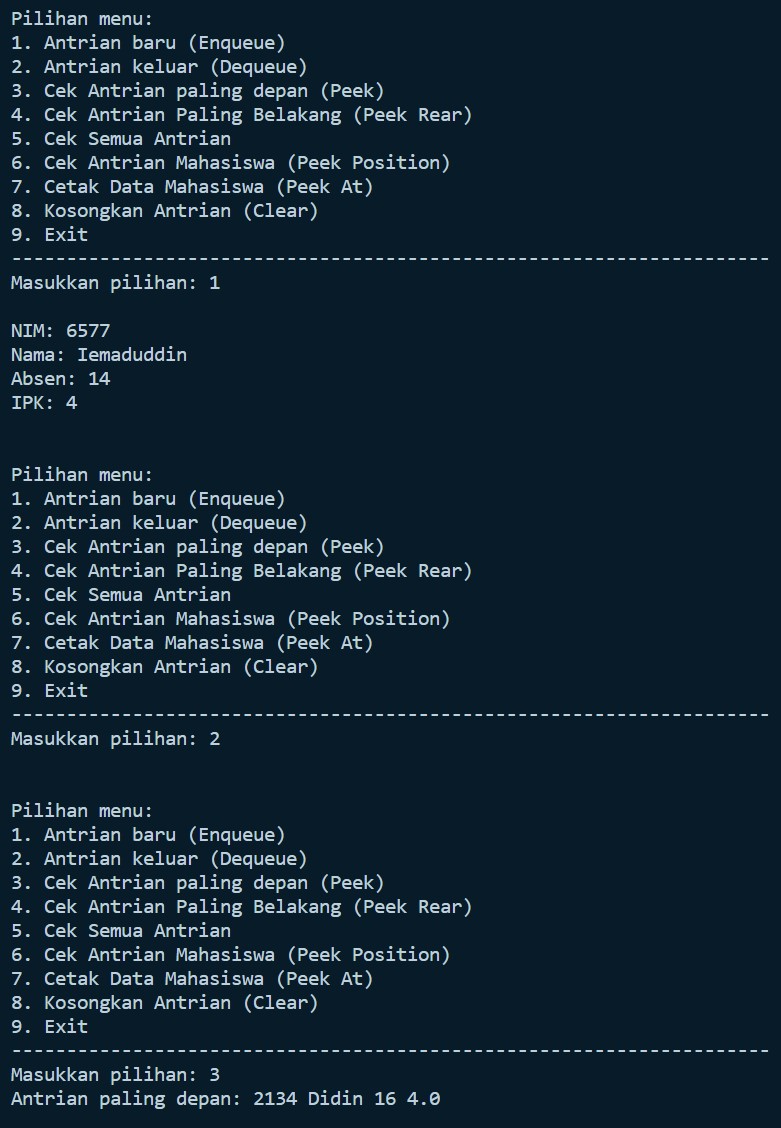 Pilihan menu:
1. Antrian baru (Enqueue)
2. Antrian keluar (Dequeue)
3. Cek Antrian paling depan (Peek)
4. Cek Antrian Paling Belakang (Peek Rear)
5. Cek Semua Antrian
6. Cek Antrian Mahasiswa (Peek Position)
7. Cetak Data Mahasiswa (Peek At)
8. Kosongkan Antrian (Clear)
9. Exit
---------------------------------------------------------------------
Masukkan pilihan: 1
NIM: 6577
Nama: Iemaduddin
Absen: 14
IPK: 4
Pilihan menu:
1. Antrian baru (Enqueue)
2. Antrian keluar (Dequeue)
3. Cek Antrian paling depan (Peek)
4. Cek Antrian Paling Belakang (Peek Rear)
5. Cek Semua Antrian
6. Cek Antrian Mahasiswa (Peek Position)
7. Cetak Data Mahasiswa (Peek At)
8. Kosongkan Antrian (Clear)
9. Exit
---------------------------------------------------------------------
Masukkan pilihan: 2
Pilihan menu:
1. Antrian baru (Enqueue)
2. Antrian keluar (Dequeue)
3. Cek Antrian paling depan (Peek)
4. Cek Antrian Paling Belakang (Peek Rear)
5. Cek Semua Antrian
6. Cek Antrian Mahasiswa (Peek Position)
7. Cetak Data Mahasiswa (Peek At)
8. Kosongkan Antrian (Clear)
9. Exit
---------------------------------------------------------------------
Masukkan pilihan: 3
Antrian paling depan: 2134 Didin 16 4.0